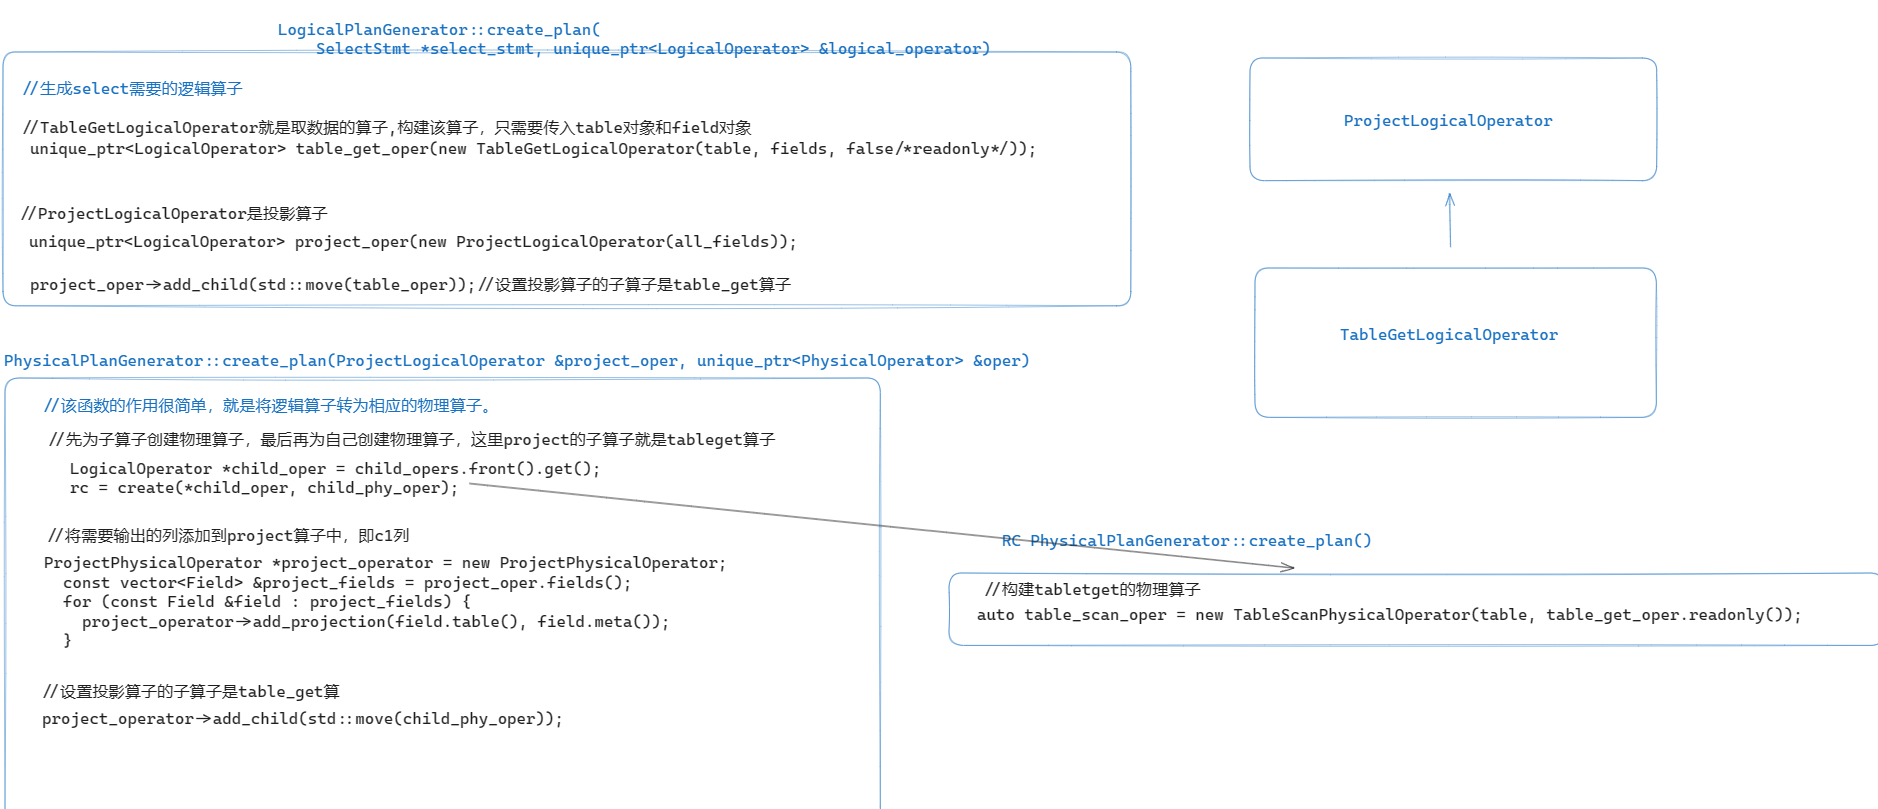 LogicalPlanGenerator::create_plan(
SelectStmt *select_stmt, unique_ptr<LogicalOperator> &logical_operator)
//生成select需要的逻辑算子
//TableGetLogicalOperator就是取数据的算子,构建该算子，只需要传入table对象和field对象
unique_ptr<LogicalOperator> table_get_oper(new TableGetLogicalOperator(table, fields, false/*readonly*/));
//ProjectLogicalOperator是投影算子
unique_ptr<LogicalOperator> project_oper(new ProjectLogicalOperator(all_fields));
project_oper->add_child(std::move(table_oper));//设置投影算子的子算子是table_get算子
ProjectLogicalOperator
TableGetLogicalOperator
PhysicalPlanGenerator::create_plan(ProjectLogicalOperator &project_oper, unique_ptr<PhysicalOperator> &oper)
//该函数的作用很简单，就是将逻辑算子转为相应的物理算子。
//先为子算子创建物理算子，最后再为自己创建物理算子，这里project的子算子就是tableget算子
LogicalOperator *child_oper = child_opers.front().get();
rc = create(*child_oper, child_phy_oper);
//将需要输出的列添加到project算子中，即c1列
ProjectPhysicalOperator *project_operator = new ProjectPhysicalOperator;
const vector<Field> &project_fields = project_oper.fields();
for (const Field &field : project_fields) {
project_operator->add_projection(field.table(), field.meta());
}
//设置投影算子的子算子是table_get算
project_operator->add_child(std::move(child_phy_oper));
RC PhysicalPlanGenerator::create_plan()
//构建tabletget的物理算子
auto table_scan_oper = new TableScanPhysicalOperator(table, table_get_oper.readonly());